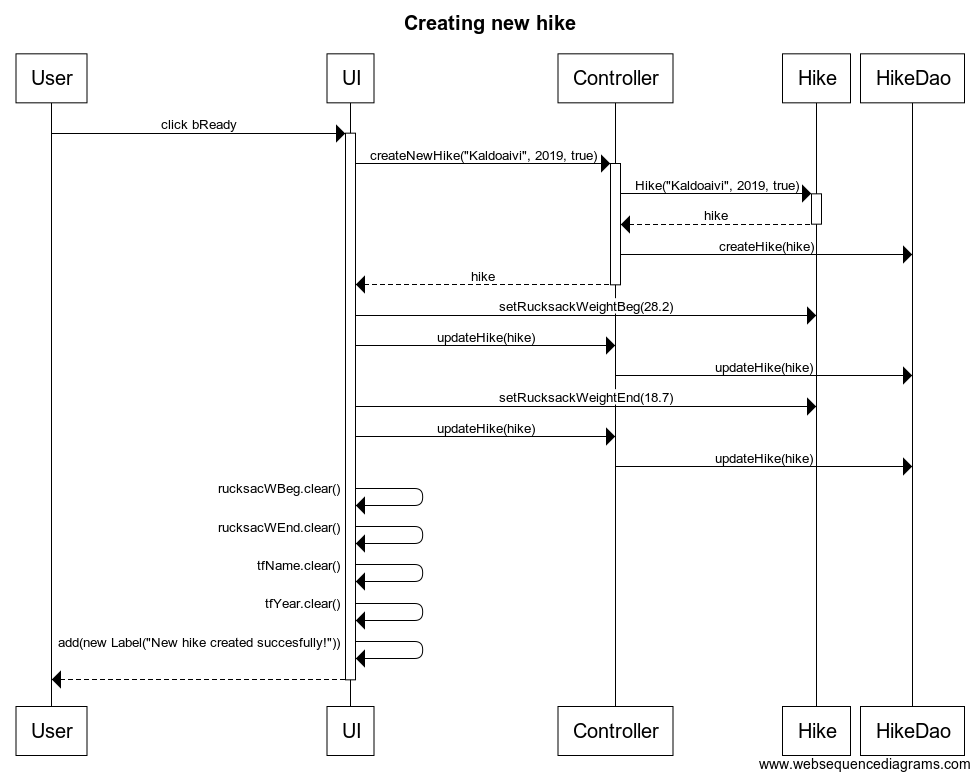 Creating new hike
User
UI
Controller
Hike
HikeDao
click bReady
createNewHike("Kaldoaivi", 2019, true)
Hike("Kaldoaivi", 2019, true)
hike
createHike(hike)
hike
setRucksackWeightBeg(28.2)
updateHike(hike)
updateHike(hike)
setRucksackWeightEnd(18.7)
updateHike(hike)
updateHike(hike)
rucksacWBeg.clear()
rucksacWEnd.clear()
tfName.clear()
tfYear.clear()
add(new Label("New hike created succesfully!"))
User
UI
Controller
Hike
HikeDao
www.websequencediagrams.com